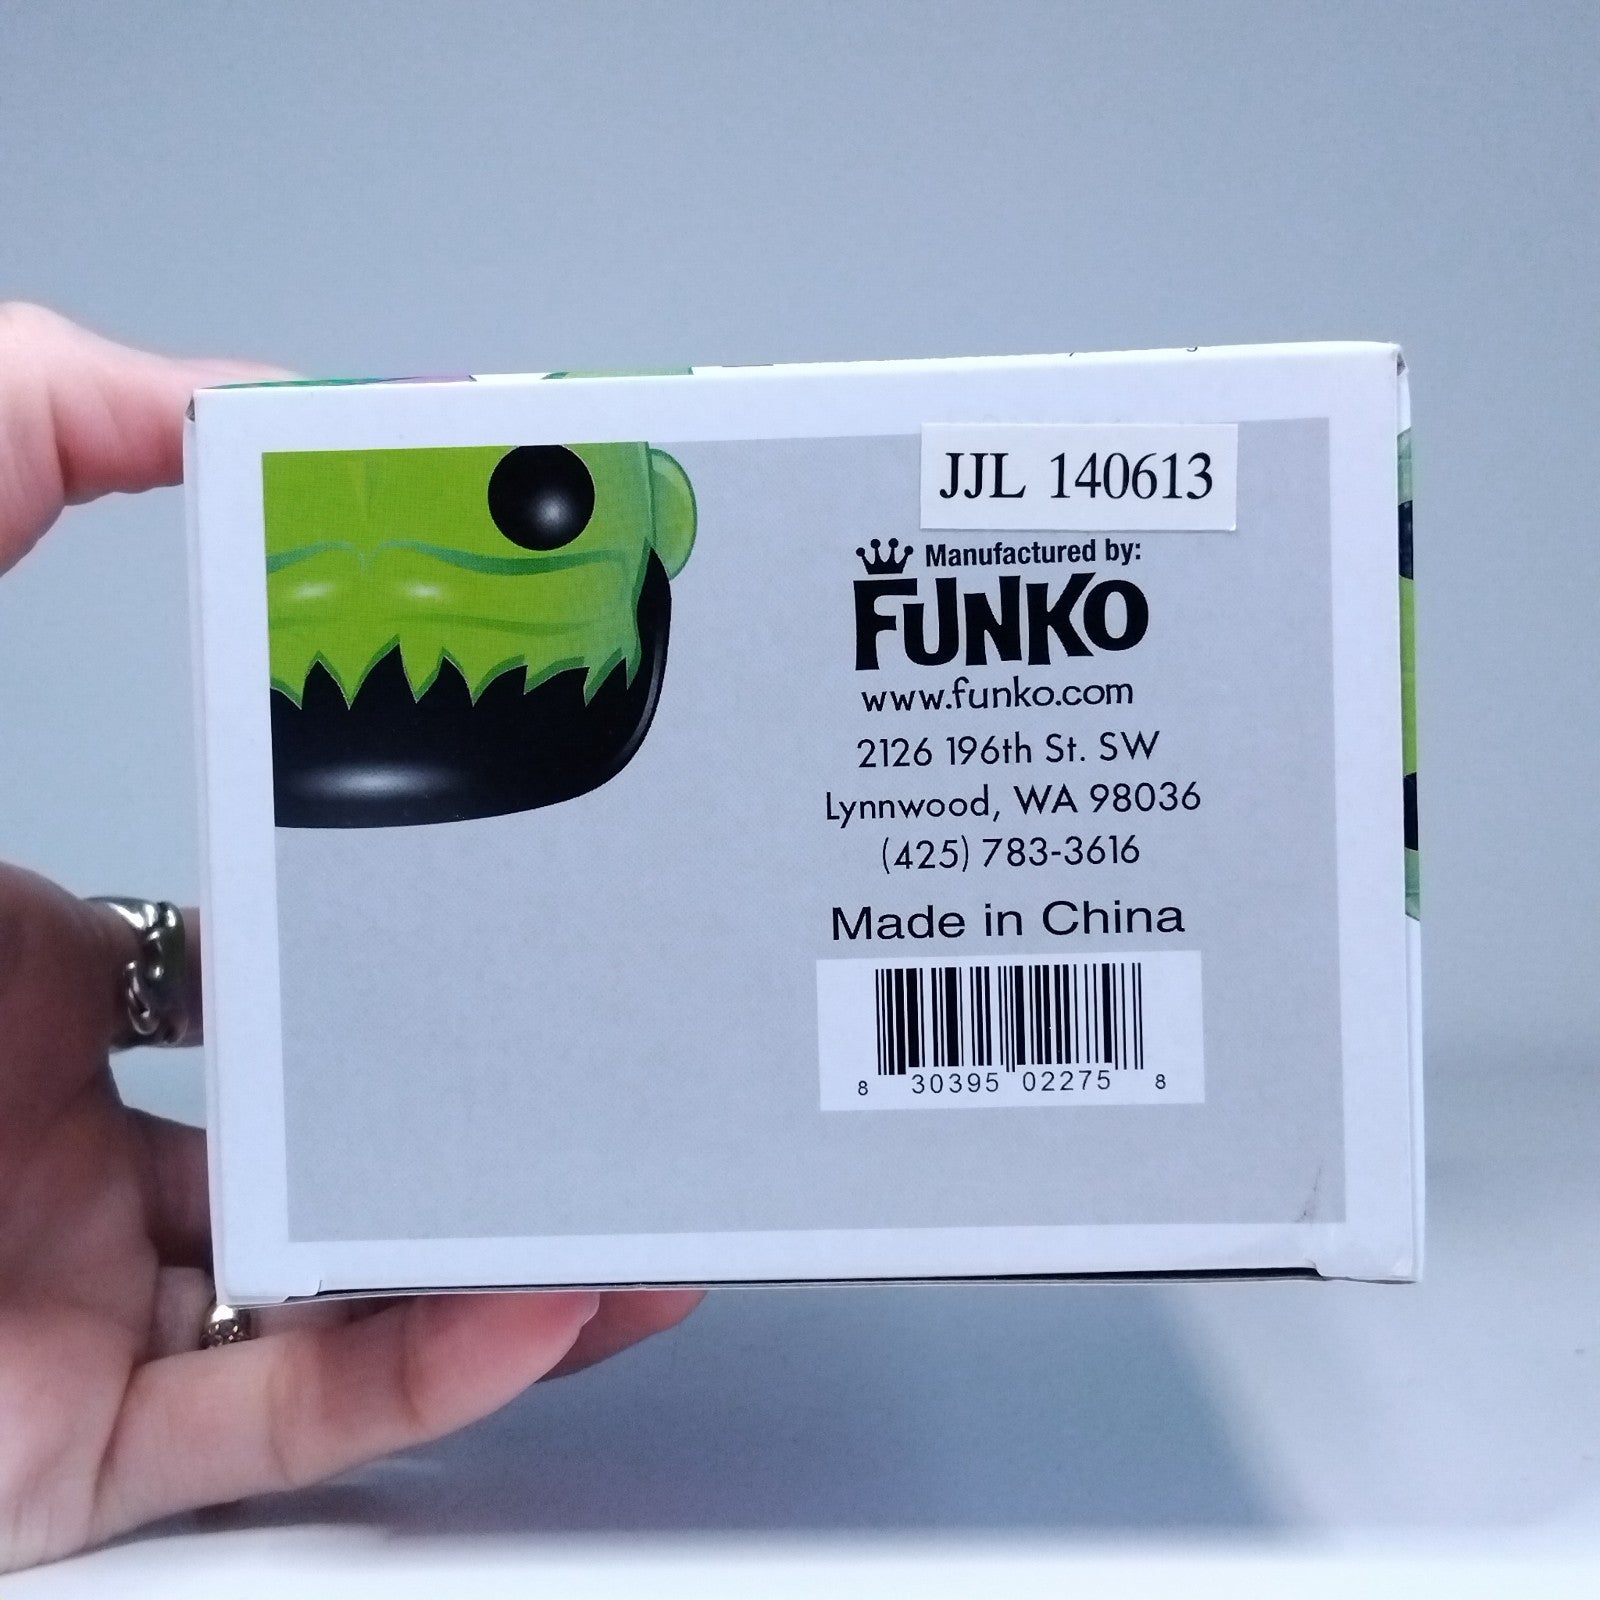 JJL 140613
Manufactured by:
FUNKO
www.funko.com
2126 196th St. SW
Lynnwood, WA 98036
(425) 783-3616
Made in China
8 30395 02275 8